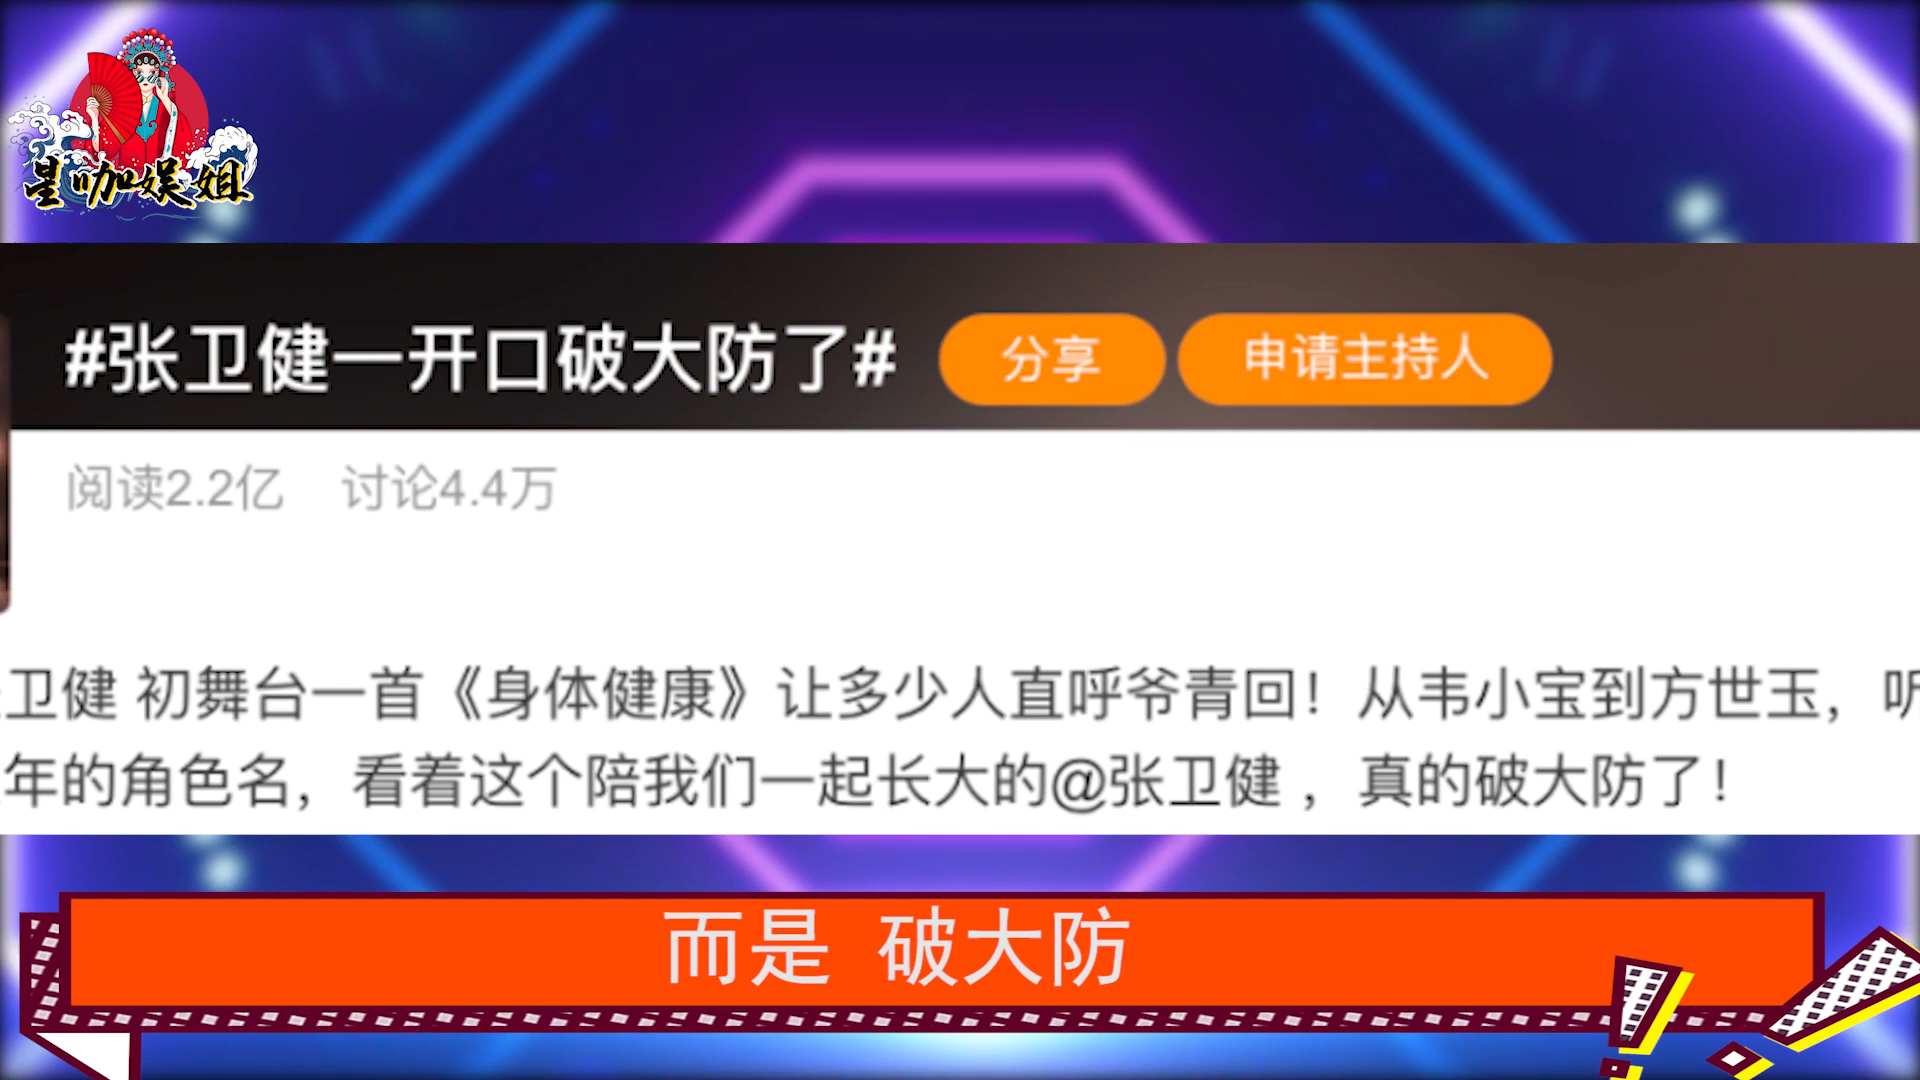 星咖娱姐
#张卫健一开口破大防了#
分享
申请主持人
阅读2.2亿 讨论4.4万
卫健 初舞台一首《身体健康》让多少人直呼爷青回！从韦小宝到方世玉，听
年的角色名，看着这个陪我们一起长大的@张卫健 ，真的破大防了！
而是 破大防